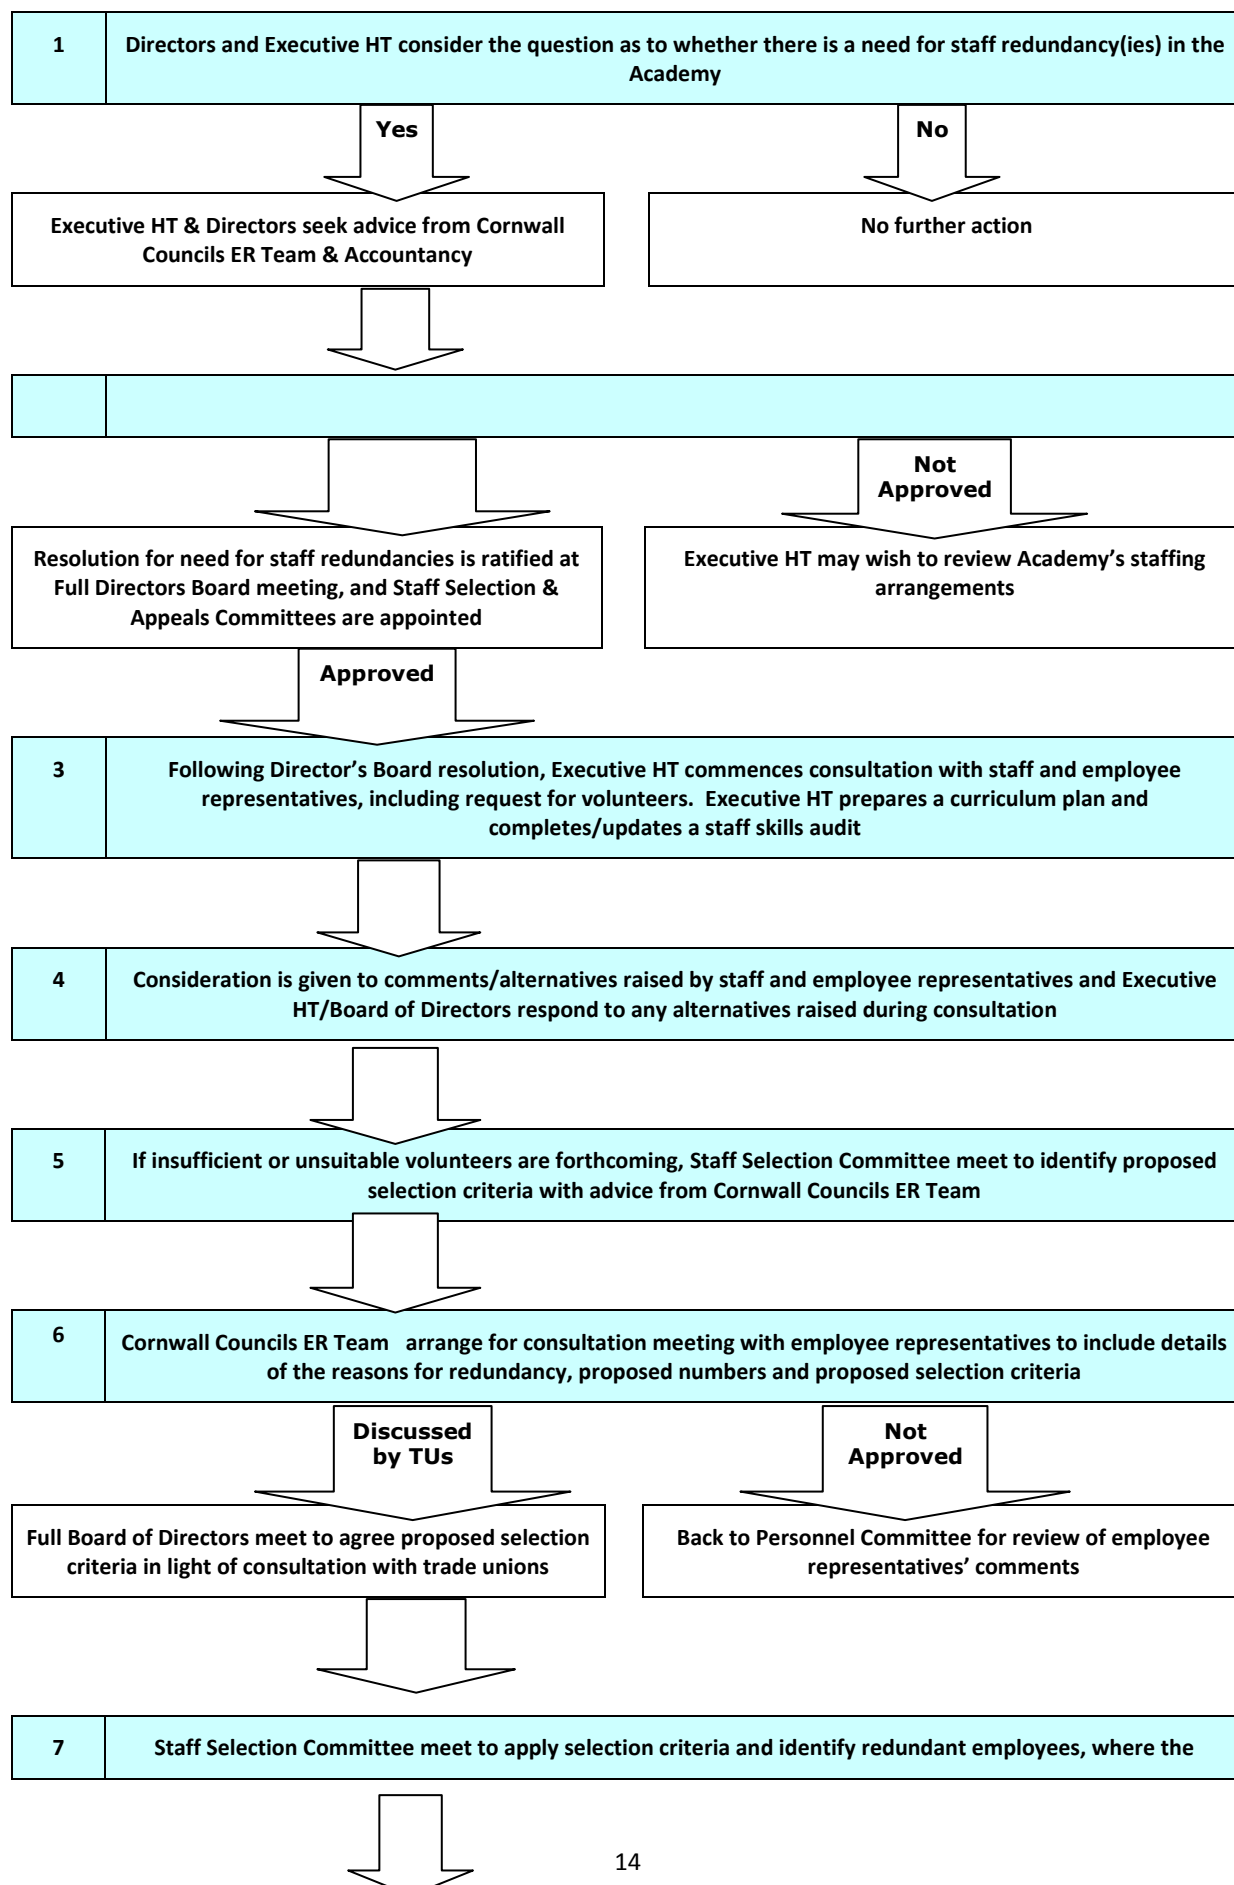 1
Directors and Executive HT consider the question as to whether there is a need for staff redundancy(ies) in the
Academy
Yes
No
Executive HT & Directors seek advice from Cornwall
Councils ER Team & Accountancy
No further action
Not
Approved
Resolution for need for staff redundancies is ratified at
Full Directors Board meeting, and Staff Selection &
Appeals Committees are appointed
Executive HT may wish to review Academy’s staffing
arrangements
Approved
3
Following Director’s Board resolution, Executive HT commences consultation with staff and employee
representatives, including request for volunteers.  Executive HT prepares a curriculum plan and
completes/updates a staff skills audit
4
Consideration is given to comments/alternatives raised by staff and employee representatives and Executive
HT/Board of Directors respond to any alternatives raised during consultation
5
If insufficient or unsuitable volunteers are forthcoming, Staff Selection Committee meet to identify proposed
selection criteria with advice from Cornwall Councils ER Team
6
Cornwall Councils ER Team   arrange for consultation meeting with employee representatives to include details
of the reasons for redundancy, proposed numbers and proposed selection criteria
Discussed
by TUs
Not
Approved
Full Board of Directors meet to agree proposed selection
criteria in light of consultation with trade unions
Back to Personnel Committee for review of employee
representatives’ comments
7
Staff Selection Committee meet to apply selection criteria and identify redundant employees, where the
14